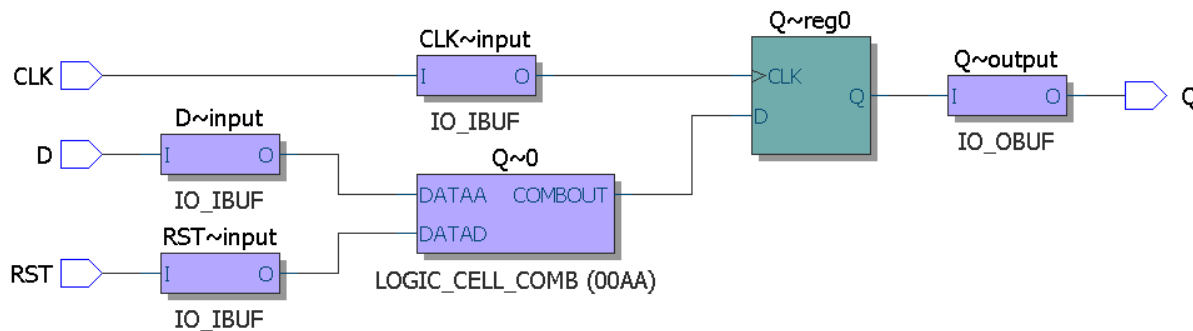 Q~reg0
CLK~input
Q~output
CLK
I O
CLK
Q
I O
Q
IO_IBUF
D
IO_OBUF
D~input
D
I O
Q~0
IO_IBUF
DATAA COMBOUT
DATAD
RST~input
RST
I O
LOGIC_CELL_COMB (00AA)
IO_IBUF